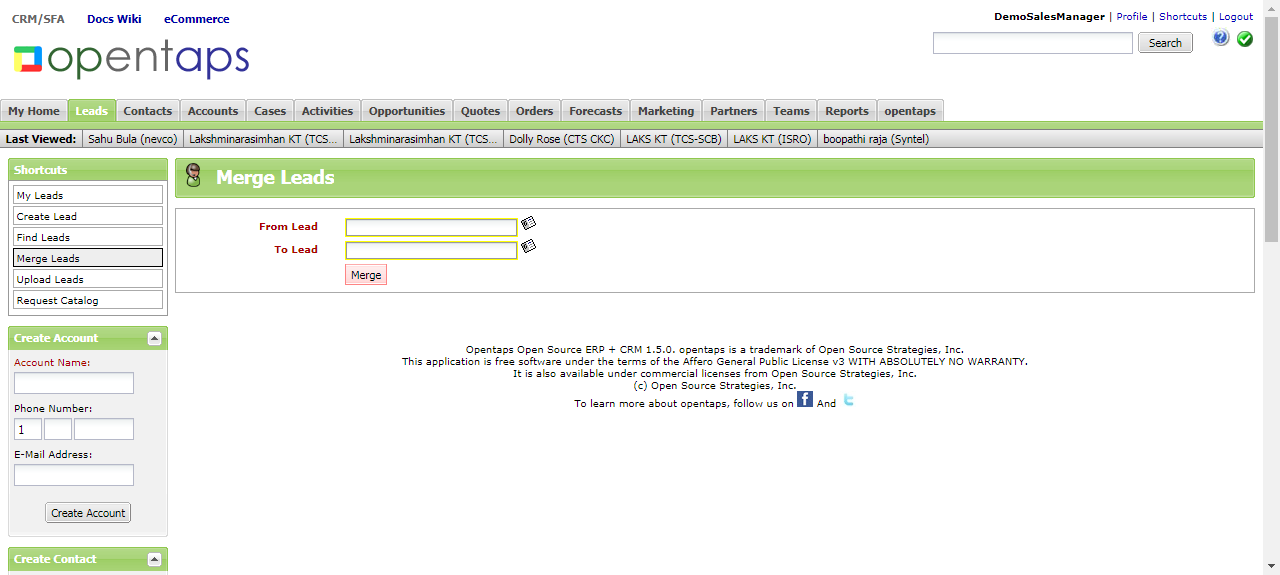 CRM/SFA Docs Wiki eCommerce
DemoSalesManager | Profile | Shortcuts | Logout
opentaps
Search
My Home Leads Contacts Accounts Cases Activities Opportunities Quotes Orders Forecasts Marketing Partners Teams Reports opentaps
Last Viewed: Sahu Bula (nevco) Lakshminarasimhan KT (TCS... Lakshminarasimhan KT (TCS... Dolly Rose (CTS CKC) LAKS KT (TCS-SCB) LAKS KT (ISRO) boopathi raja (Syntel)
Shortcuts
My Leads
Create Lead
Find Leads
Merge Leads
Upload Leads
Request Catalog
Create Account
Account Name:
Phone Number:
1
E-Mail Address:
Create Account
Create Contact
Merge Leads
From Lead
To Lead
Merge
Opentaps Open Source ERP + CRM 1.5.0. opentaps is a trademark of Open Source Strategies, Inc.
This application is free software under the terms of the Affero General Public License v3 WITH ABSOLUTELY NO WARRANTY.
It is also available under commercial licenses from Open Source Strategies, Inc.
(c) Open Source Strategies, Inc.
To learn more about opentaps, follow us on f And t